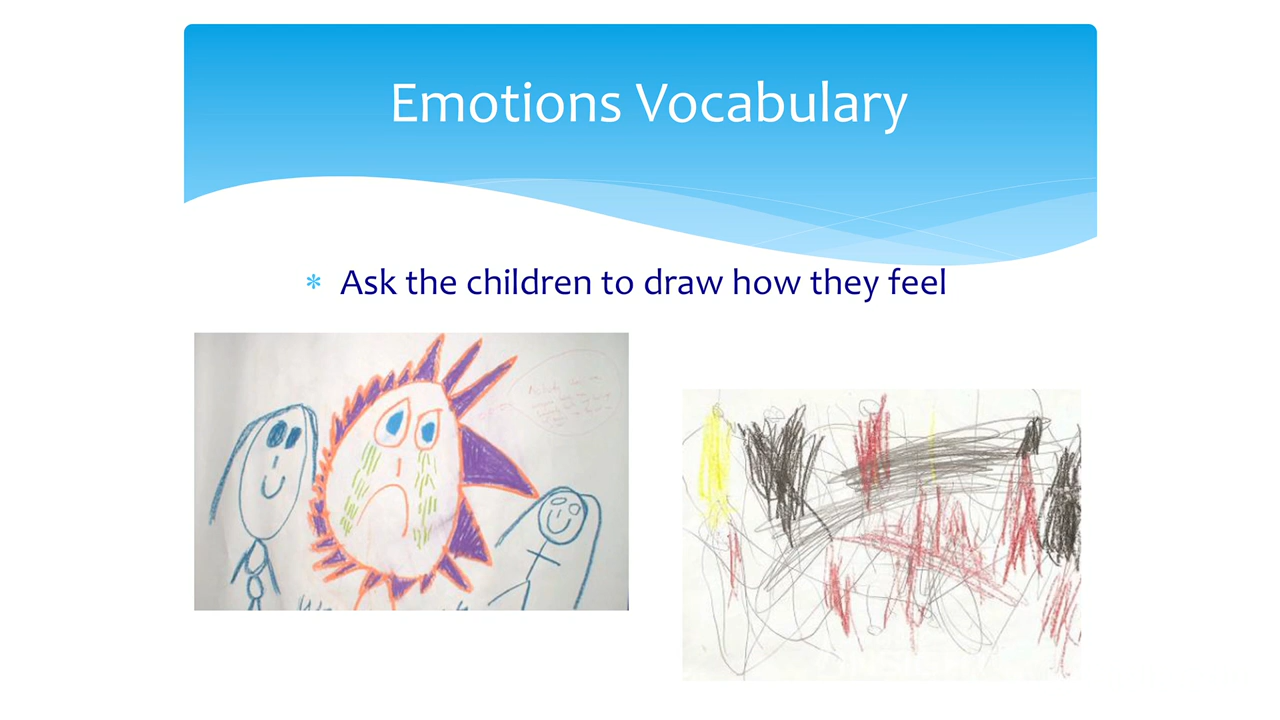 Emotions Vocabulary
* Ask the children to draw how they feel